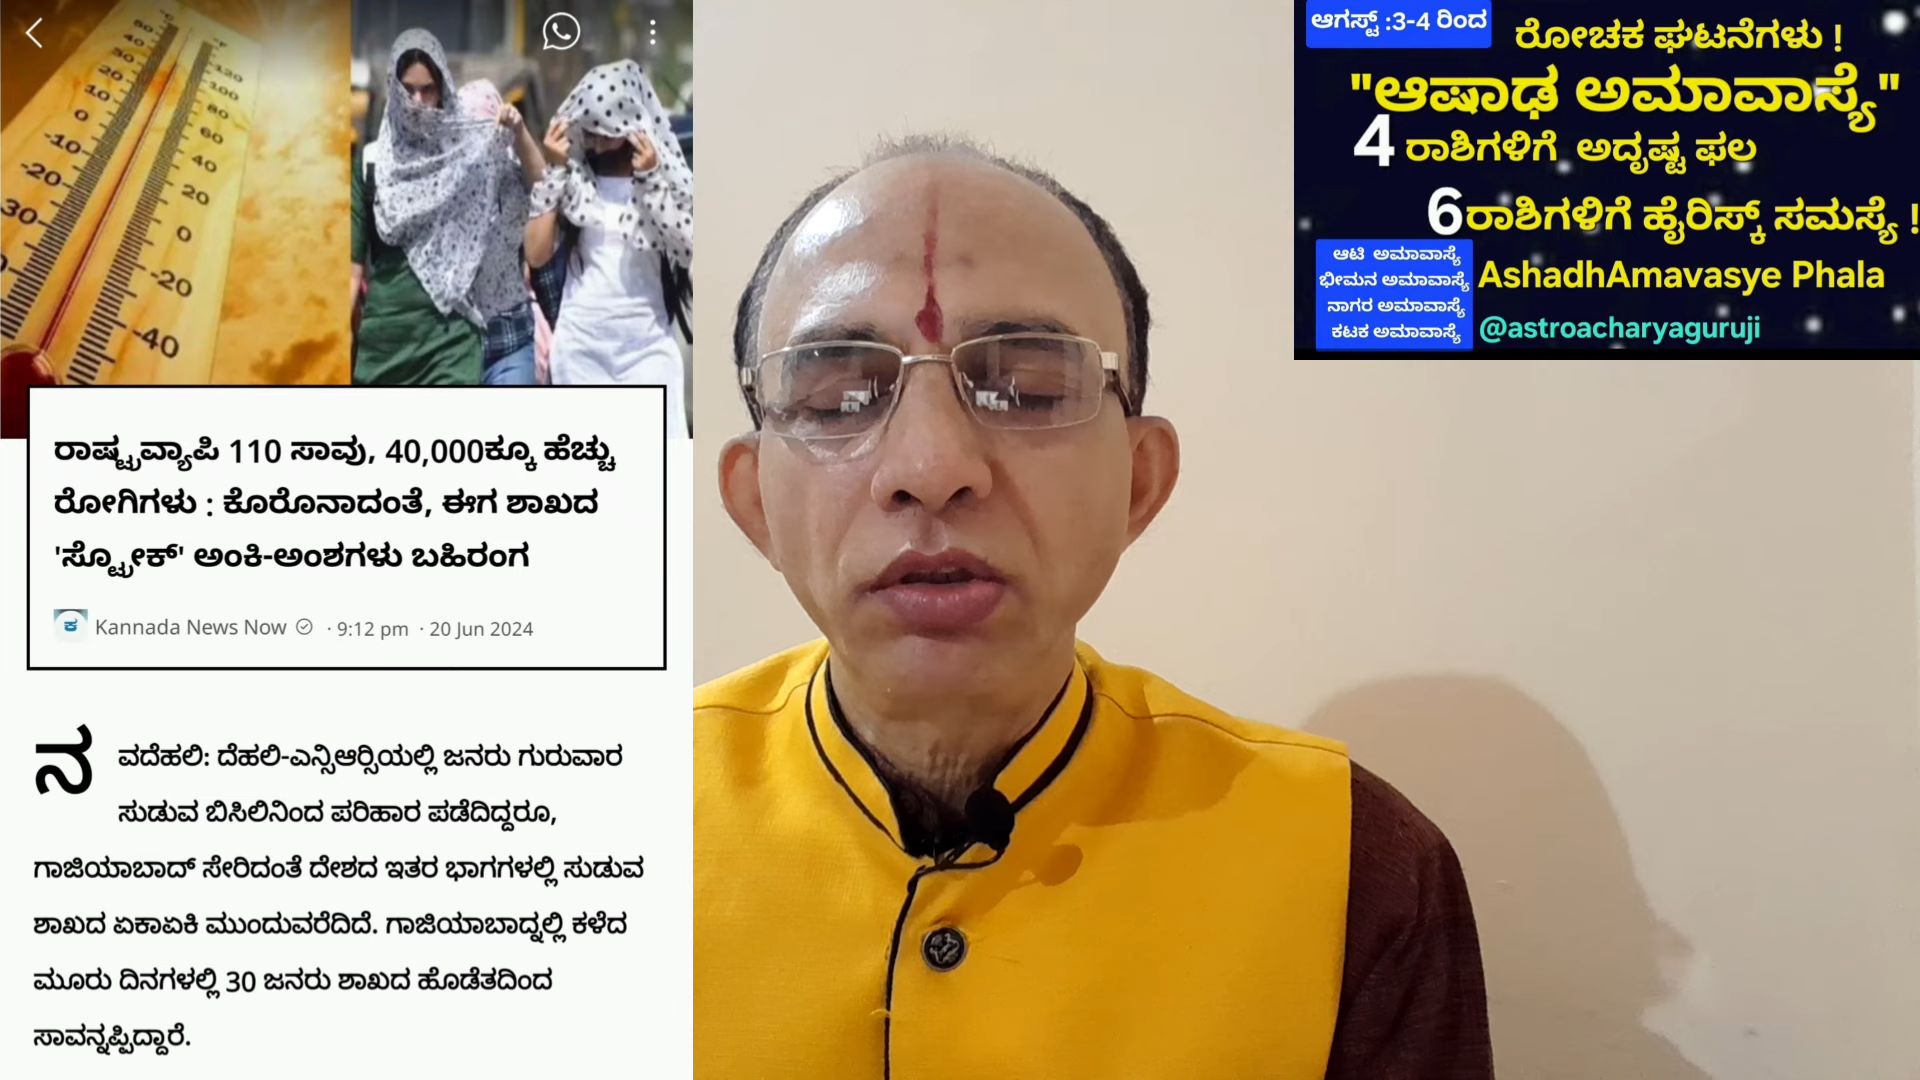 ರಾಷ್ಟ್ರವ್ಯಾಪಿ 110 ಸಾವು, 40,000ಕ್ಕೂ ಹೆಚ್ಚು
ರೋಗಿಗಳು : ಕೊರೊನಾದಂತೆ, ಈಗ ಶಾಖದ
'ಸ್ಟ್ರೋಕ್' ಅಂಕಿ-ಅಂಶಗಳು ಬಹಿರಂಗ
Kannada News Now · 9:12 pm · 20 Jun 2024
ನವದೆಹಲಿ: ದೆಹಲಿ-ಎನ್ಸಿಆರ್‌ಸಿಯಲ್ಲಿ ಜನರು ಗುರುವಾರ
ಸುಡುವ ಬಿಸಿಲಿನಿಂದ ಪರಿಹಾರ ಪಡೆದಿದ್ದರೂ,
ಗಾಜಿಯಾಬಾದ್ ಸೇರಿದಂತೆ ದೇಶದ ಇತರ ಭಾಗಗಳಲ್ಲಿ ಸುಡುವ
ಶಾಖದ ಏಕಾಏಕಿ ಮುಂದುವರೆದಿದೆ. ಗಾಜಿಯಾಬಾದ್ನಲ್ಲಿ ಕಳೆದ
ಮೂರು ದಿನಗಳಲ್ಲಿ 30 ಜನರು ಶಾಖದ ಹೊಡೆತದಿಂದ
ಸಾವನ್ನಪ್ಪಿದ್ದಾರೆ.
ಆಗಸ್ಟ್ :3-4 ರಿಂದ
ರೋಚಕ ಘಟನೆಗಳು !
"ಆಷಾಢ ಅಮಾವಾಸ್ಯೆ"
4 ರಾಶಿಗಳಿಗೆ ಅದೃಷ್ಟ ಫಲ
6ರಾಶಿಗಳಿಗೆ ಹೈರಿಸ್ಕ್ ಸಮಸ್ಯೆ !
ಆಟಿ ಅಮಾವಾಸ್ಯೆ
ಭೀಮನ ಅಮಾವಾಸ್ಯೆ
ನಾಗರ ಅಮಾವಾಸ್ಯೆ
ಕಟಕ ಅಮಾವಾಸ್ಯೆ
AshadhAmavasye Phala
@astroacharyaguruji